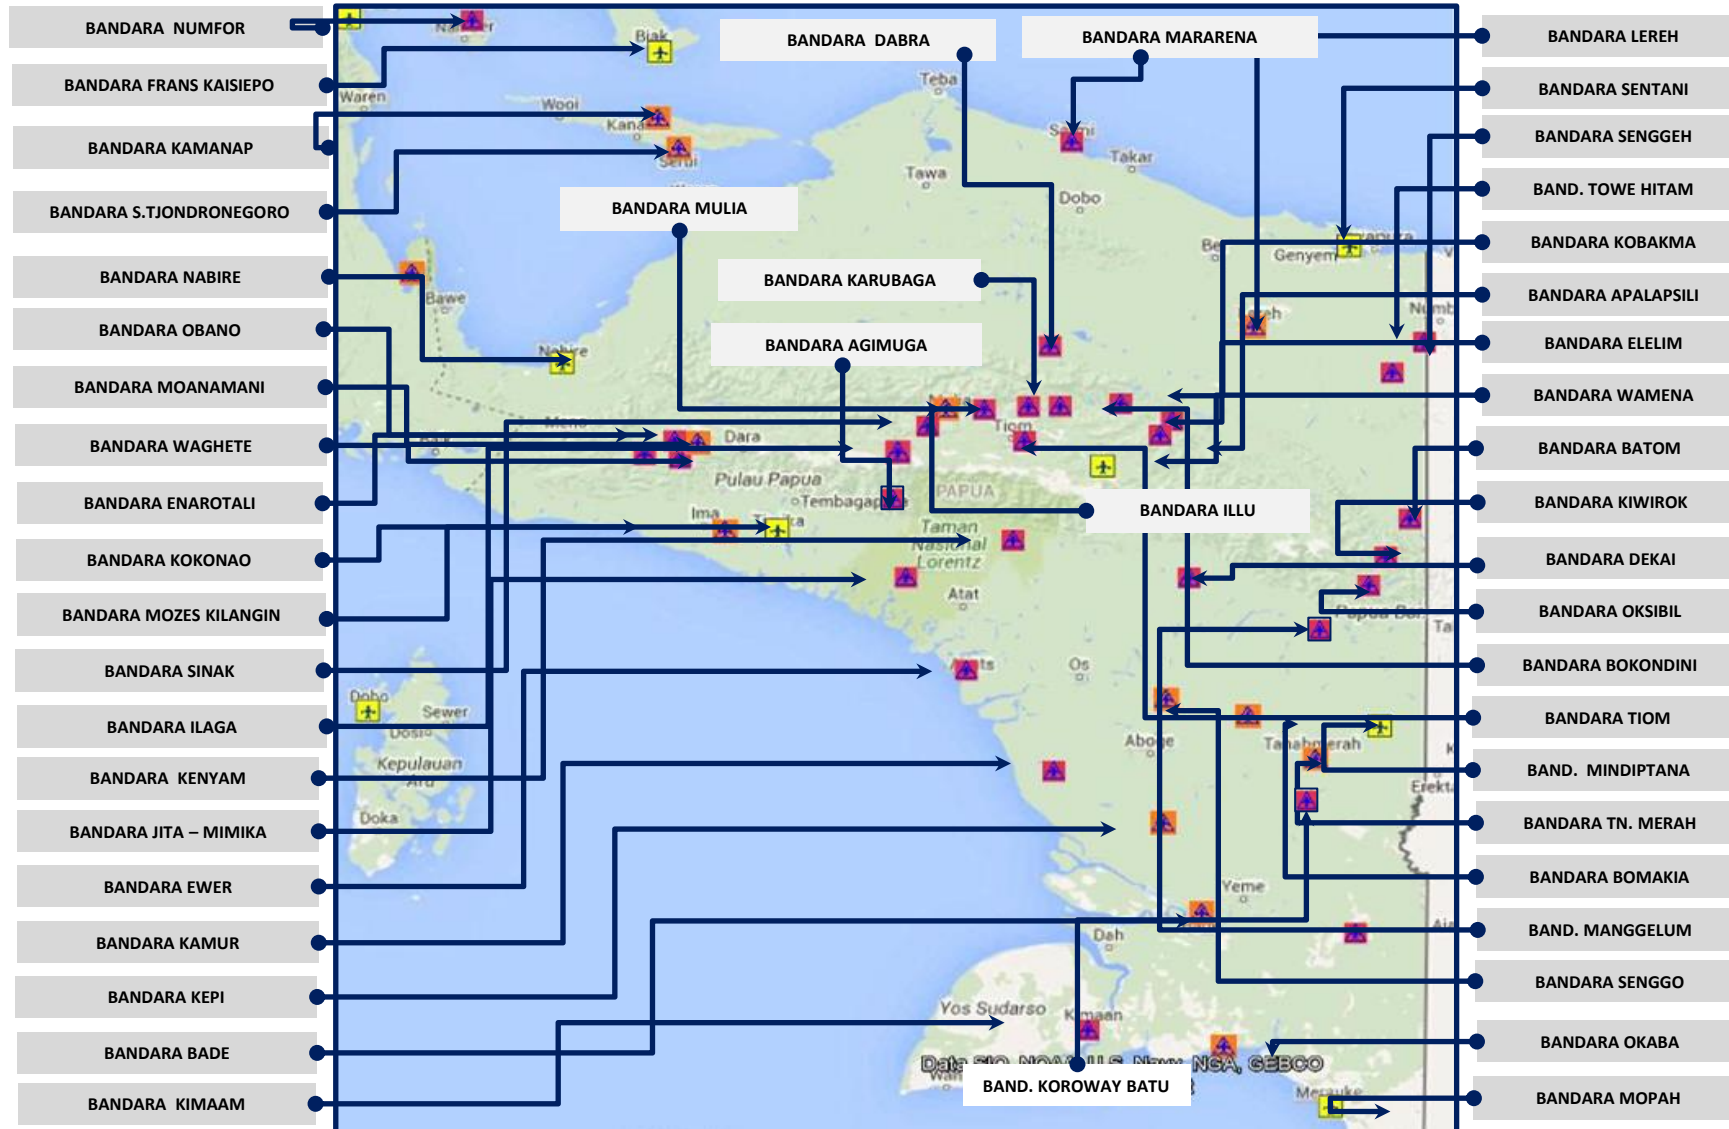 BANDARA  NUMFOR
BANDARA FRANS KAISIEPO
BANDARA KAMANAP
BANDARA S.TJONDRONEGORO
BANDARA NABIRE
BANDARA OBANO
BANDARA MOANAMANI
BANDARA WAGHETE
BANDARA ENAROTALI
BANDARA KOKONAO
BANDARA MOZES KILANGIN
BANDARA SINAK
BANDARA ILAGA
BANDARA  KENYAM
BANDARA JITA – MIMIKA
BANDARA EWER
BANDARA KAMUR
BANDARA KEPI
BANDARA BADE
BANDARA  KIMAAM
BANDARA  DABRA
BANDARA MARARENA
BANDARA MULIA
BANDARA KARUBAGA
BANDARA AGIMUGA
BANDARA ILLU
BAND. KOROWAY BATU
Biak
Waren
Wooi
Teba
Takar
Tawa
Dobo
Genyem
Bawe
Nabire
Dara
Tiom
Pulau Papua
PAPUA
Ima
Taman
Nasional
Lorentz
Atat
Os
Dobo
Sewer
Dosi
Kepulauan
Aru
Doka
Aboge
Tanahmerah
Yeme
Dah
Yos Sudarso
Kimaan
Merauke
BANDARA LEREH
BANDARA SENTANI
BANDARA SENGGEH
BAND. TOWE HITAM
BANDARA KOBAKMA
BANDARA APALAPSILI
BANDARA ELELIM
BANDARA WAMENA
BANDARA BATOM
BANDARA KIWIROK
BANDARA DEKAI
BANDARA OKSIBIL
BANDARA BOKONDINI
BANDARA TIOM
BAND.  MINDIPTANA
BANDARA TN. MERAH
BANDARA BOMAKIA
BAND. MANGGELUM
BANDARA SENGGO
BANDARA OKABA
BANDARA MOPAH